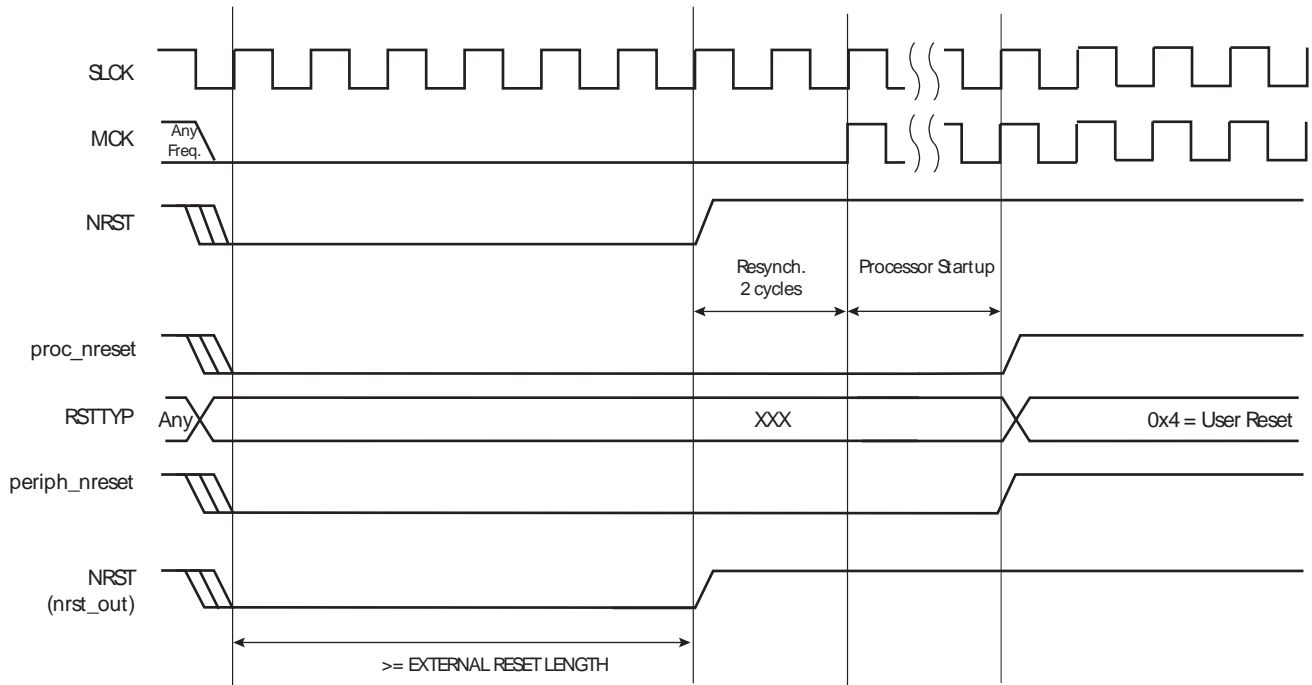 SLCK
MCK
Any
Freq.
NRST
Resynch.
2 cycles
Processor Startup
proc_nreset
RSTTYP
Any
XXX
0x4 = User Reset
periph_nreset
NRST
(nrst_out)
>= EXTERNAL RESET LENGTH